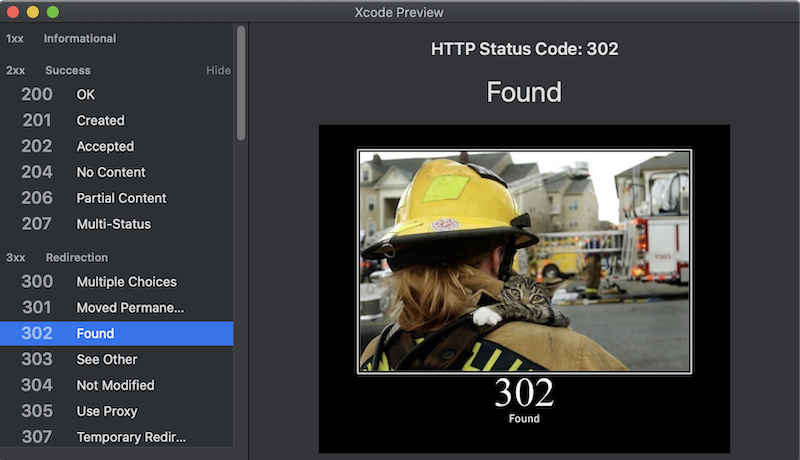 Xcode Preview
1xx Informational
2xx Success Hide
200 OK
201 Created
202 Accepted
204 No Content
206 Partial Content
207 Multi-Status
3xx Redirection
300 Multiple Choices
301 Moved Permane...
302 Found
303 See Other
304 Not Modified
305 Use Proxy
307 Temporary Redir...
HTTP Status Code: 302
Found
302
Found